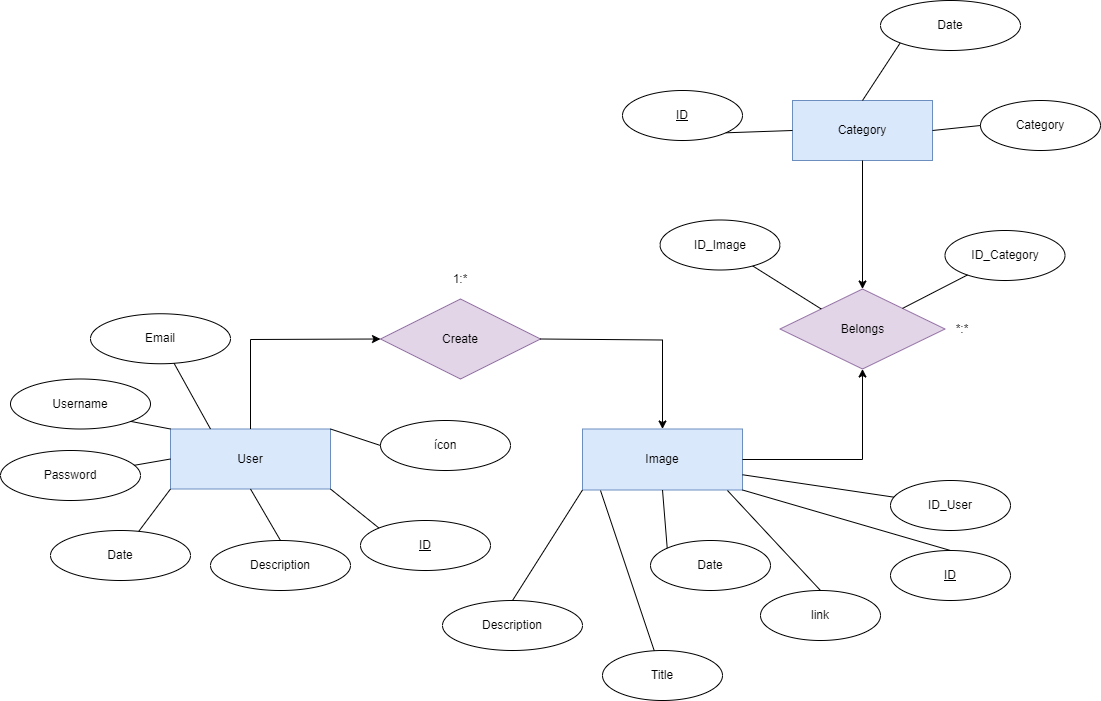 Date
ID
Category
Category
ID_Image
ID_Category
1:*
Belongs
*:*
Create
Email
Username
ícon
User
Image
Password
ID_User
Date
Description
ID
Date
ID
Description
link
Title